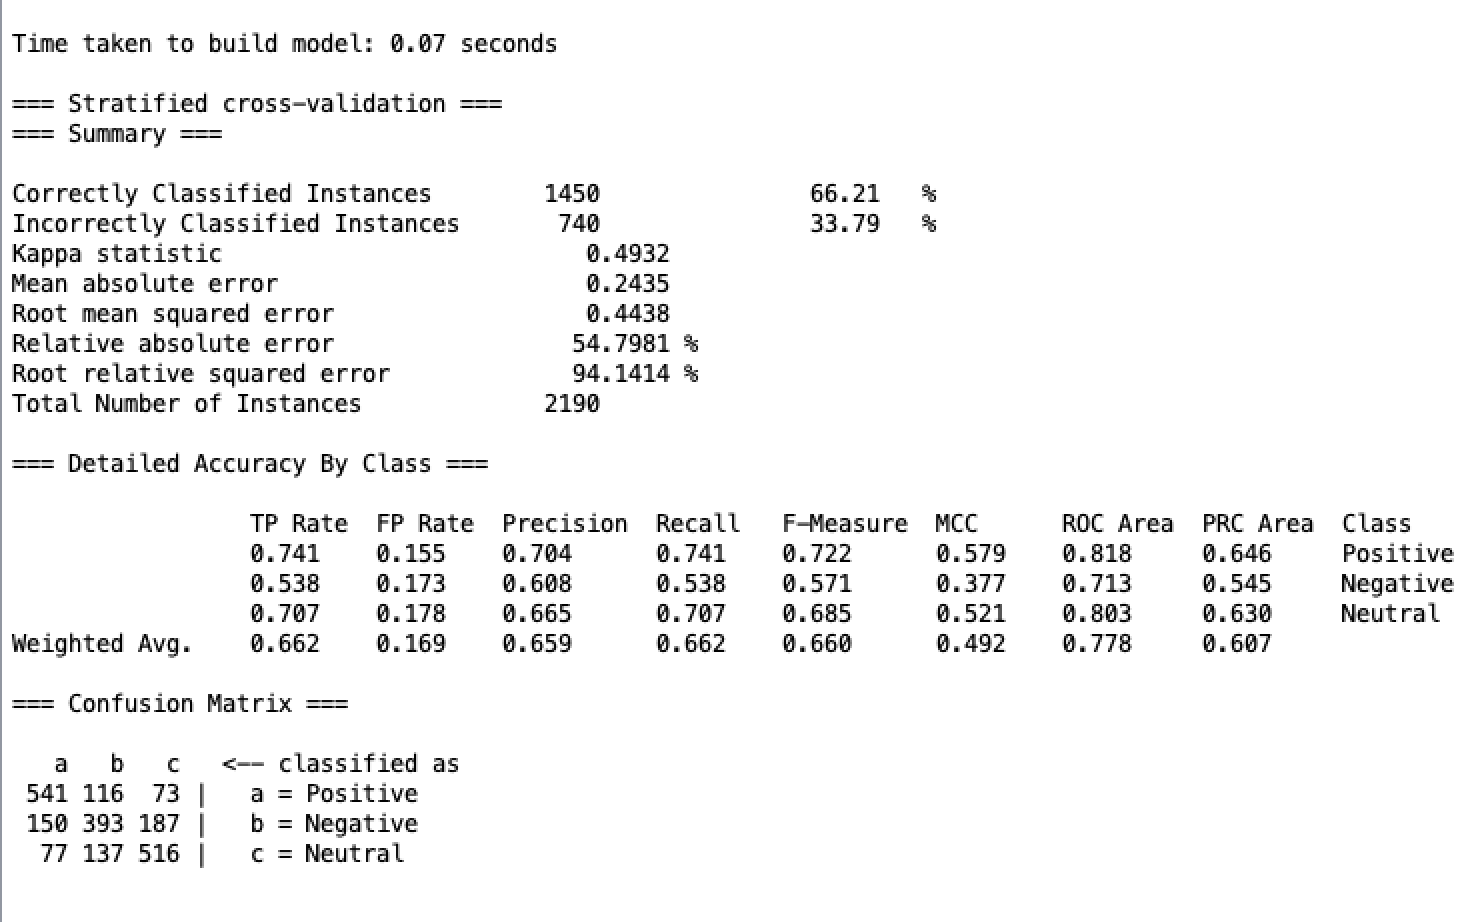 Time taken to build model: 0.07 seconds
=== Stratified cross-validation ===
=== Summary ===
Correctly Classified Instances        1450               66.21   %
Incorrectly Classified Instances       740               33.79   %
Kappa statistic                          0.4932
Mean absolute error                      0.2435
Root mean squared error                  0.4438
Relative absolute error                 54.7981 %
Root relative squared error             94.1414 %
Total Number of Instances             2190
=== Detailed Accuracy By Class ===
                 TP Rate  FP Rate  Precision  Recall   F-Measure  MCC      ROC Area  PRC Area  Class
                 0.741    0.155    0.704      0.741    0.722      0.579    0.818     0.646     Positive
                 0.538    0.173    0.608      0.538    0.571      0.377    0.713     0.545     Negative
                 0.707    0.178    0.665      0.707    0.685      0.521    0.803     0.630     Neutral
Weighted Avg.    0.662    0.169    0.659      0.662    0.660      0.492    0.778     0.607
=== Confusion Matrix ===
   a   b   c   <-- classified as
 541 116  73 |   a = Positive
 150 393 187 |   b = Negative
  77 137 516 |   c = Neutral